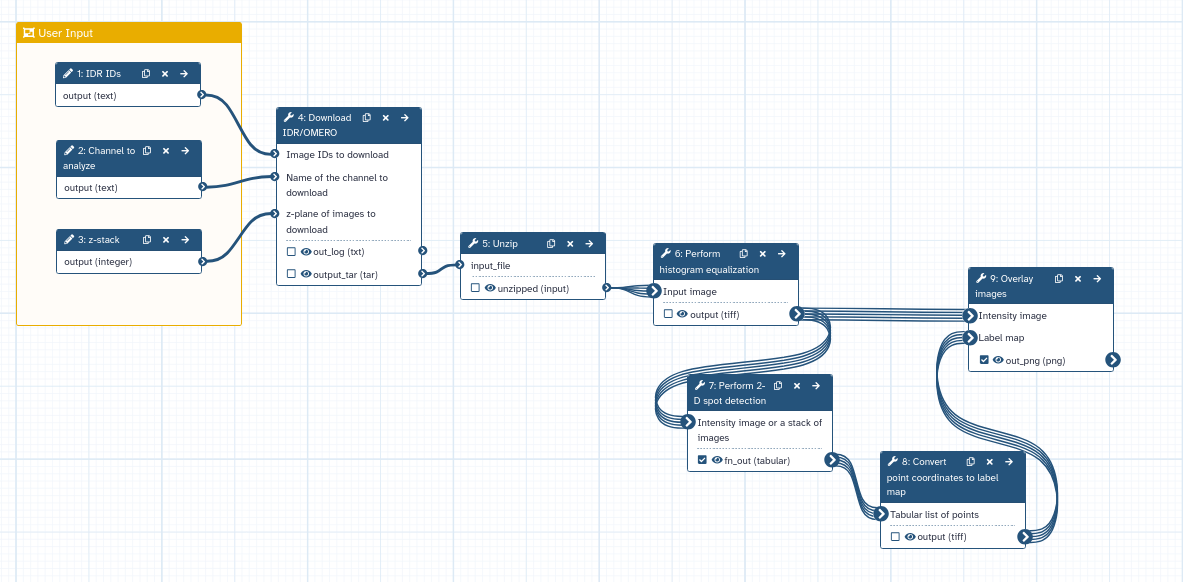 User Input
1: IDR IDs
output (text)
2: Channel to
analyze
output (text)
3: z-stack
output (integer)
4: Download
IDR/OMERO
Image IDs to download
Name of the channel to
download
z-plane of images to
download
out_log (txt)
output_tar (tar)
5: Unzip
input_file
unzipped (input)
6: Perform
histogram equalization
Input image
output (tiff)
7: Perform 2-
D spot detection
Intensity image or a stack of
images
fn_out (tabular)
8: Convert
point coordinates to label
map
Tabular list of points
output (tiff)
9: Overlay
images
Intensity image
Label map
out_png (png)